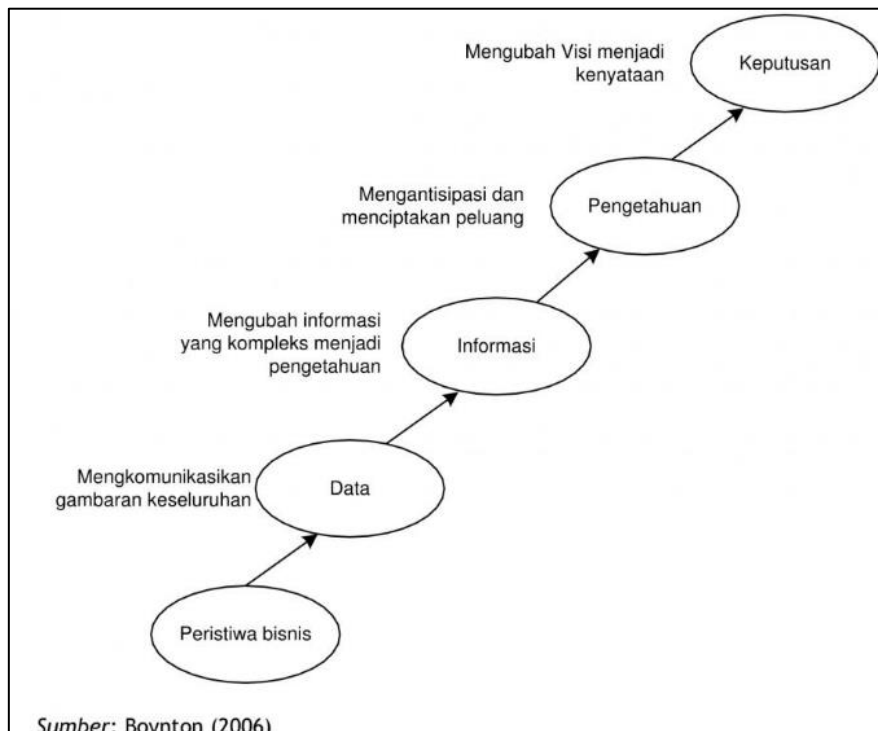 Mengubah Visi menjadi
kenyataan
Keputusan
Mengantisipasi dan
menciptakan peluang
Pengetahuan
Mengubah informasi
yang kompleks menjadi
pengetahuan
Informasi
Mengkomunikasikan
gambaran keseluruhan
Data
Peristiwa bisnis
Sumber: Boynton (2006)